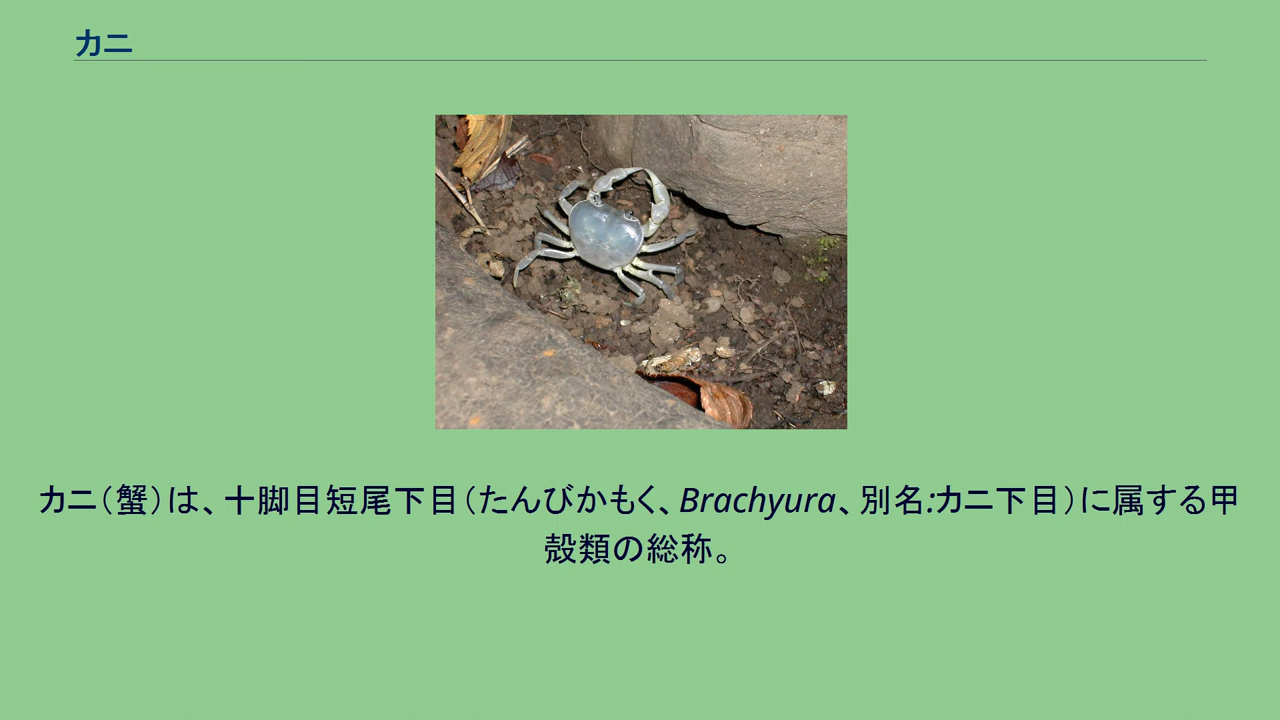 カニ
カニ（蟹）は、十脚目短尾下目（たんびかもく、Brachyura、別名:カニ下目）に属する甲
殻類の総称。